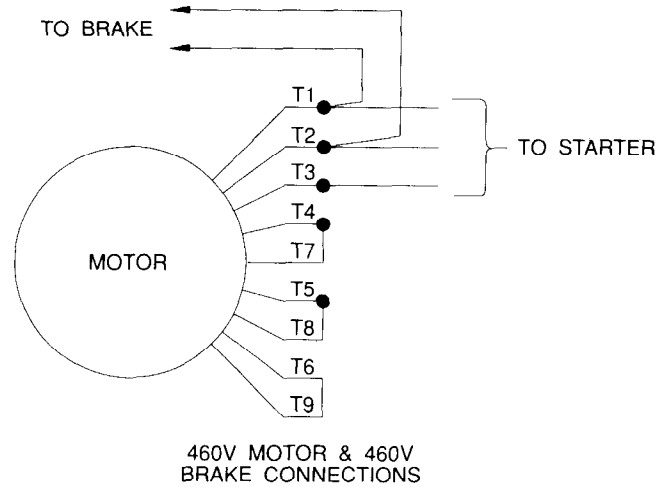 TO BRAKE
T1
T2
TO STARTER
T3
T4
MOTOR
T7
T5
T8
T6
T9
460V MOTOR & 460V
BRAKE CONNECTIONS